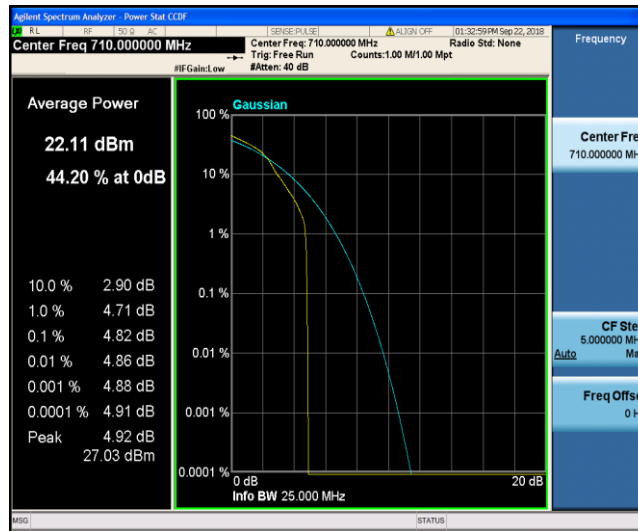 Agilent Spectrum Analyzer - Power Stat CCDF
RL RF 50 Ω AC SENSE:PULSE ALIGN OFF 01:32:59 PM Sep 22, 2018
Center Freq 710.000000 MHz
Center Freq: 710.000000 MHz Radio Std: None
Trig: Free Run Counts:1.00 M/1.00 Mpt
#IFGain:Low #Atten: 40 dB
Frequency
Average Power
22.11 dBm
44.20 % at 0dB
10.0 % 2.90 dB
1.0 % 4.71 dB
0.1 % 4.82 dB
0.01 % 4.86 dB
0.001 % 4.88 dB
0.0001 % 4.91 dB
Peak 4.92 dB
27.03 dBm
Gaussian
100 %
10 %
1 %
0.1 %
0.01 %
0.001 %
0.0001 %
0 dB 20 dB
Info BW 25.000 MHz
Center Fre
710.000000 MH
CF Ste
5.000000 MH
Auto Ma
Freq Offs
0 H
MSG STATUS